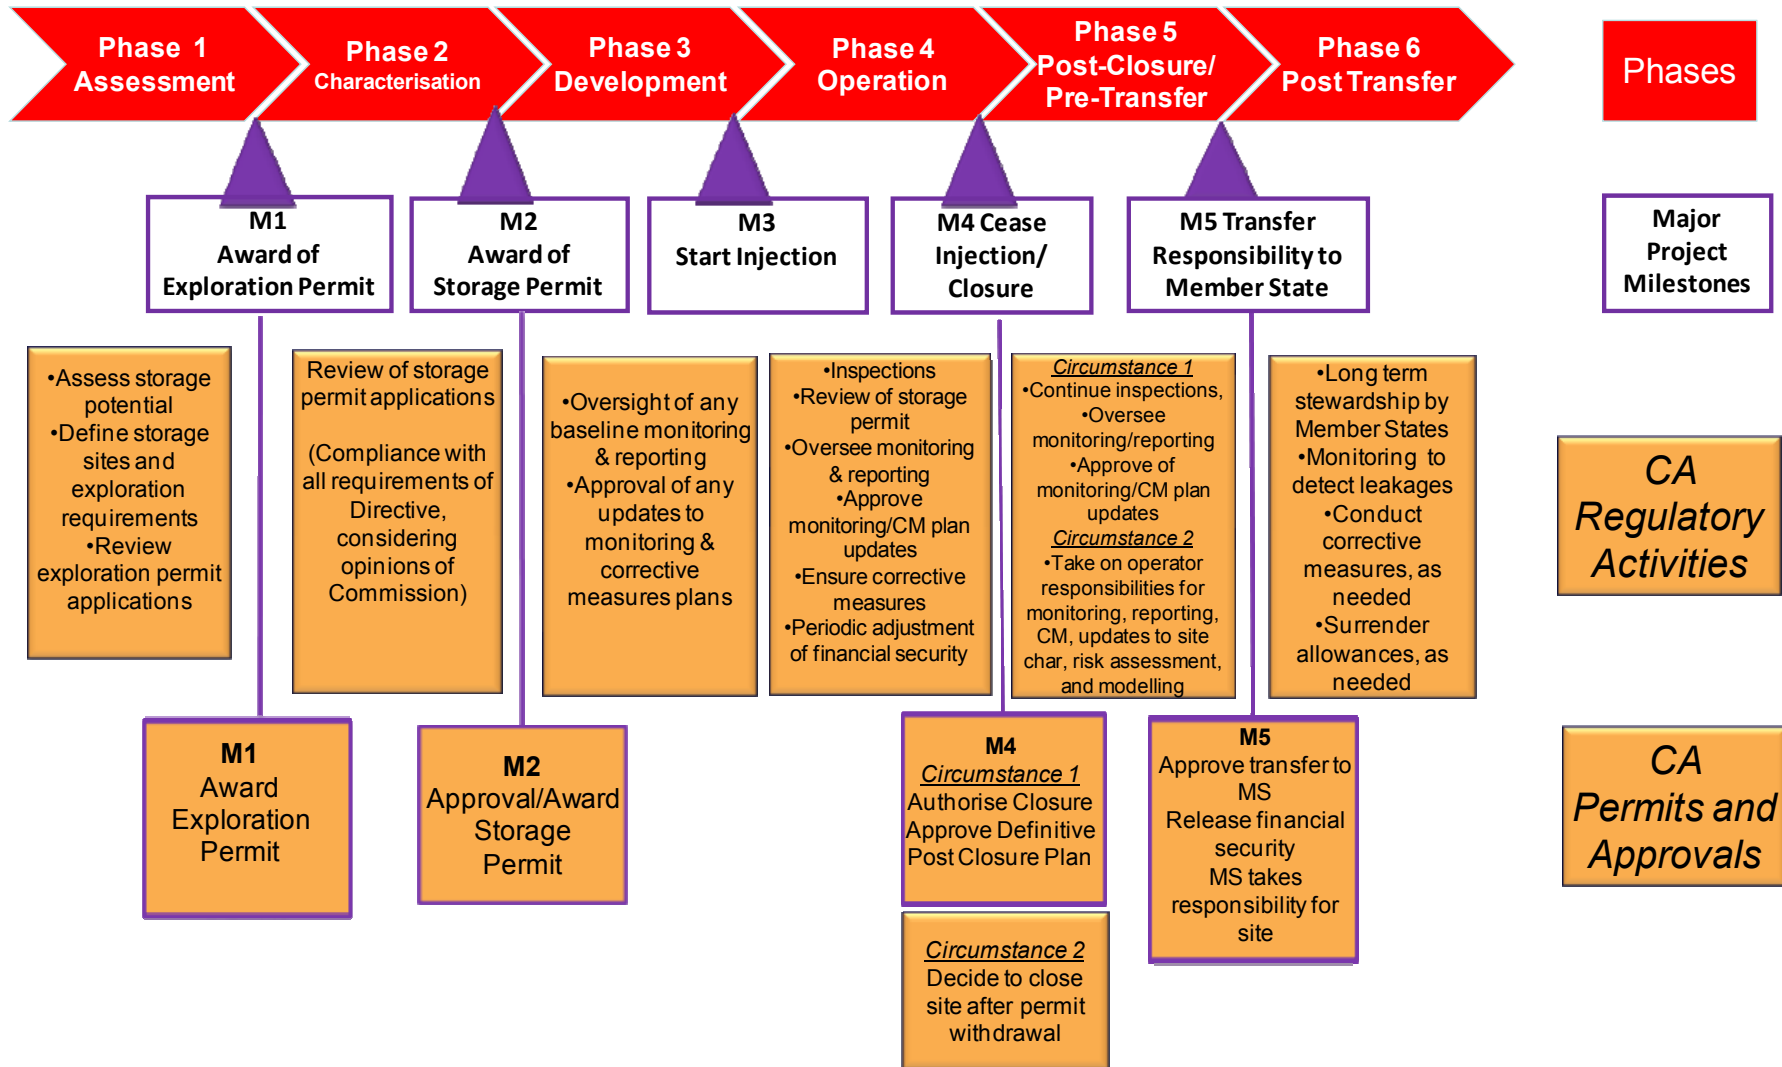 Phase 1
Assessment
Phase 2
Characterisation
Phase 3
Development
Phase 4
Operation
Phase 5
Post-Closure/
Pre-Transfer
Phase 6
Post Transfer
Phases
M1
Award of
Exploration Permit
M2
Award of
Storage Permit
M3
Start Injection
M4 Cease
Injection/
Closure
M5 Transfer
Responsibility to
Member State
Major
Project
Milestones
•Assess storage
potential
•Define storage
sites and
exploration
requirements
•Review
exploration permit
applications
Review of storage
permit applications
(Compliance with
all requirements of
Directive,
considering
opinions of
Commission)
•Oversight of any
baseline monitoring
& reporting
•Approval of any
updates to
monitoring &
corrective
measures plans
•Inspections
•Review of storage
permit
•Oversee monitoring
& reporting
•Approve
monitoring/CM plan
updates
•Ensure corrective
measures
•Periodic adjustment
of financial security
Circumstance 1
•Continue inspections,
•Oversee
monitoring/reporting
•Approve of
monitoring/CM plan
updates
Circumstance 2
•Take on operator
responsibilities for
monitoring, reporting,
CM, updates to site
char, risk assessment,
and modelling
•Long term
stewardship by
Member States
•Monitoring to
detect leakages
•Conduct
corrective
measures, as
needed
•Surrender
allowances, as
needed
CA
Regulatory
Activities
M1
Award
Exploration
Permit
M2
Approval/Award
Storage
Permit
M4
Circumstance 1
Authorise Closure
Approve Definitive
Post Closure Plan
Circumstance 2
Decide to close
site after permit
withdrawal
M5
Approve transfer to
MS
Release financial
security
MS takes
responsibility for
site
CA
Permits and
Approvals